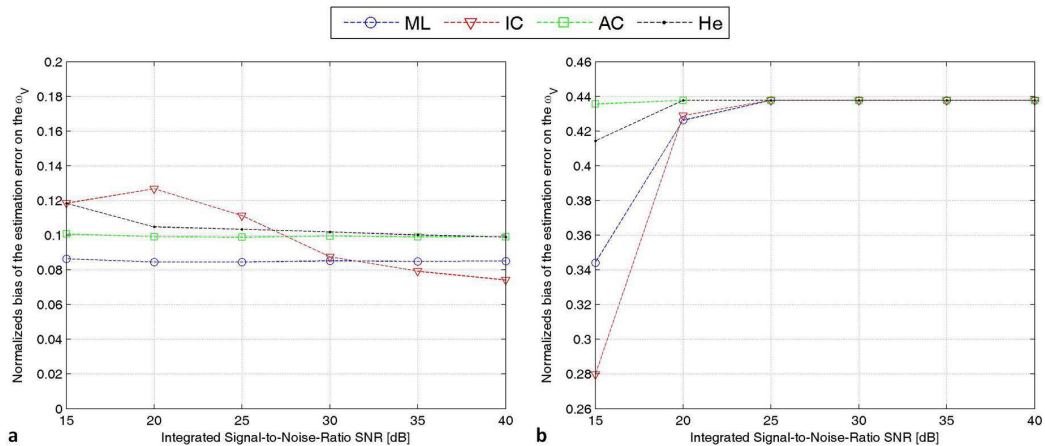 ML IC AC He
Normalizeds bias of the estimation error on the ωV
0.2
0.18
0.16
0.14
0.12
0.1
0.08
0.06
0.04
0.02
0
15 20 25 30 35 40
Integrated Signal-to-Noise-Ratio SNR [dB]
a
Normalizeds bias of the estimation error on the ωV
0.46
0.44
0.42
0.4
0.38
0.36
0.34
0.32
0.3
0.28
0.26
15 20 25 30 35 40
Integrated Signal-to-Noise-Ratio SNR [dB]
b